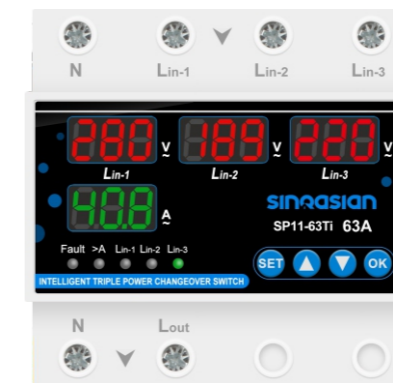 N Lin-1 Lin-2 Lin-3
280 V~ 189 V~ 220 V~
Lin-1 Lin-2 Lin-3
40.8 A~
sinqasian
SP11-63Ti 63A
Fault >A Lin-1 Lin-2 Lin-3
SET OK
INTELLIGENT TRIPLE POWER CHANGEOVER SWITCH
N Lout